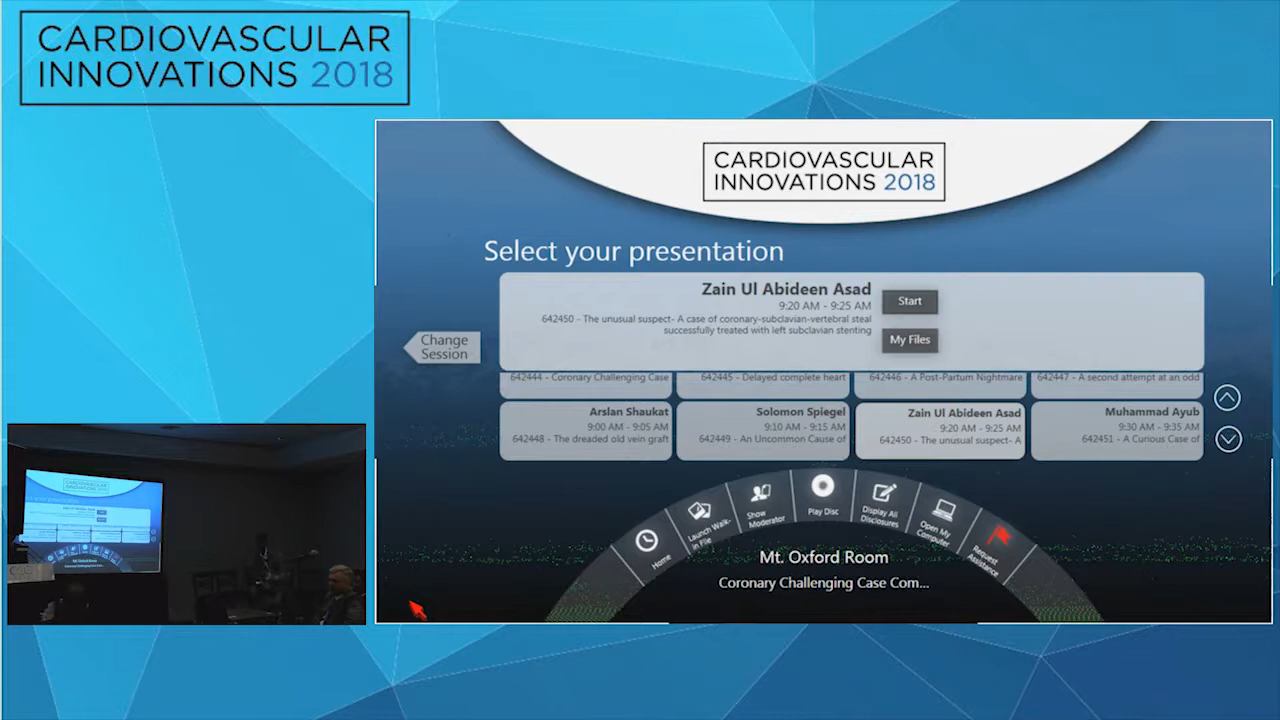 CARDIOVASCULAR
INNOVATIONS 2018
CARDIOVASCULAR
INNOVATIONS 2018
Select your presentation
Zain Ul Abideen Asad
9:20 AM - 9:25 AM
642450 - The unusual suspect- A case of coronary-subclavian-vertebral steal
successfully treated with left subclavian stenting
Start
My Files
Change
Session
642444 - Coronary Challenging Case
642445 - Delayed complete heart
642446 - A Post-Partum Nightmare
642447 - A second attempt at an odd
Arslan Shaukat
9:00 AM - 9:05 AM
642448 - The dreaded old vein graft
Solomon Spiegel
9:10 AM - 9:15 AM
642449 - An Uncommon Cause of
Zain Ul Abideen Asad
9:20 AM - 9:25 AM
642450 - The unusual suspect- A
Muhammad Ayub
9:30 AM - 9:35 AM
642451 - A Curious Case of
Home
Launch Walk-
in File
Show
Moderator
Play Disc
Display All
Disclosures
Open My
Computer
Request
Assistance
Mt. Oxford Room
Coronary Challenging Case Com...